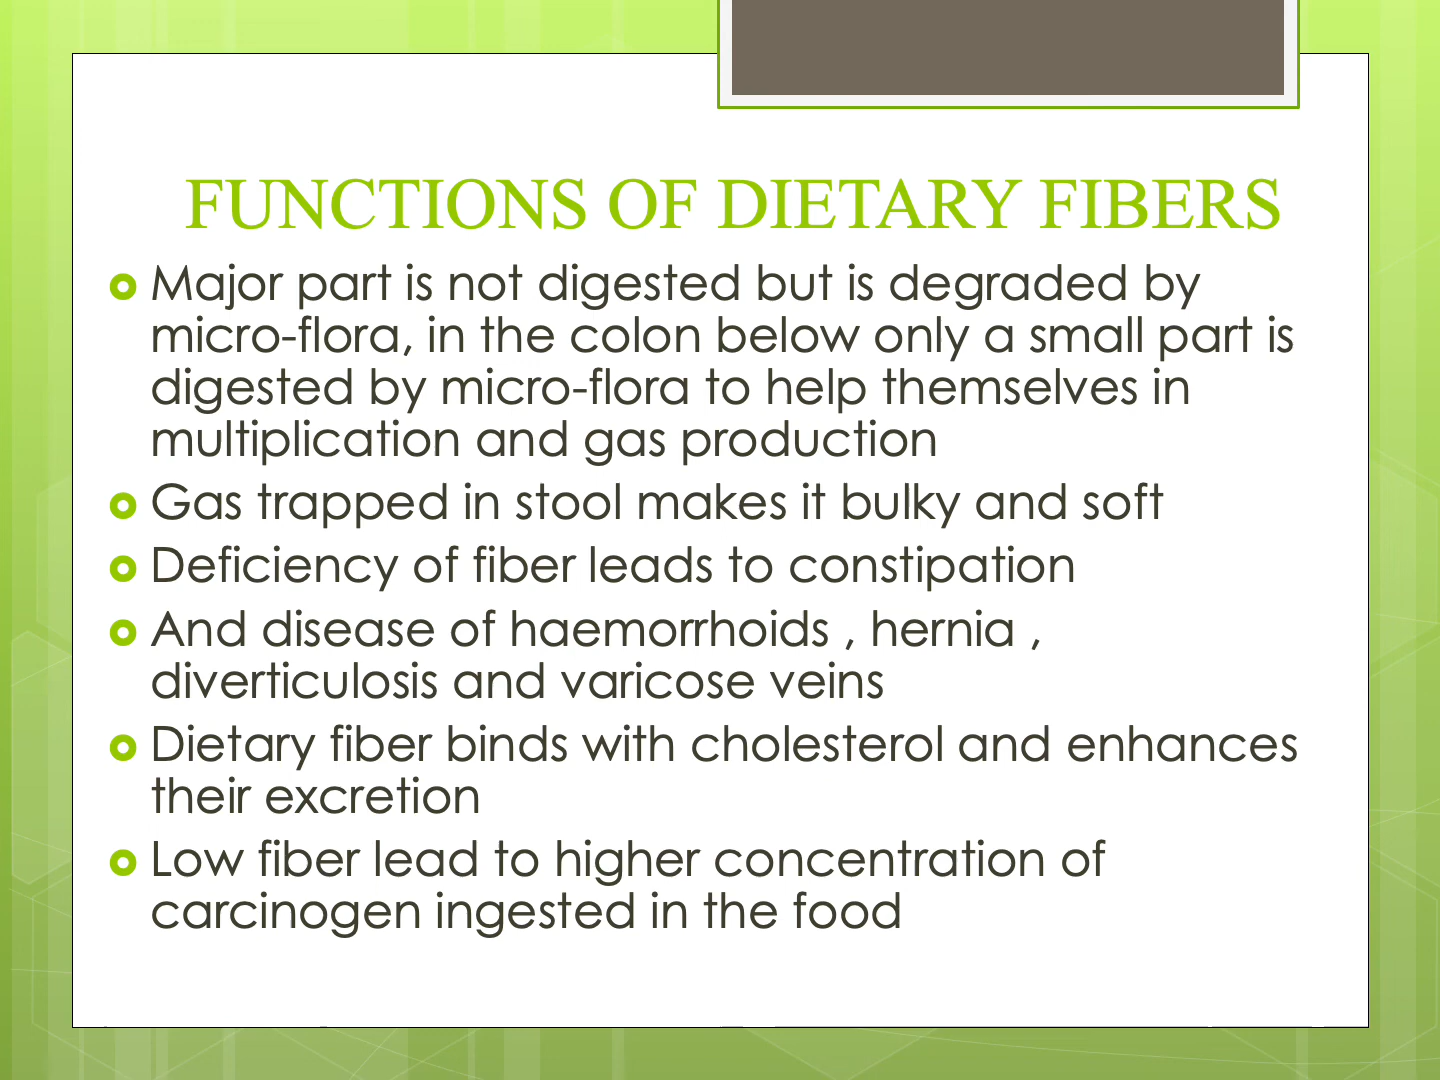 FUNCTIONS OF DIETARY FIBERS
Major part is not digested but is degraded by
micro-flora, in the colon below only a small part is
digested by micro-flora to help themselves in
multiplication and gas production
Gas trapped in stool makes it bulky and soft
Deficiency of fiber leads to constipation
And disease of haemorrhoids , hernia ,
diverticulosis and varicose veins
Dietary fiber binds with cholesterol and enhances
their excretion
Low fiber lead to higher concentration of
carcinogen ingested in the food